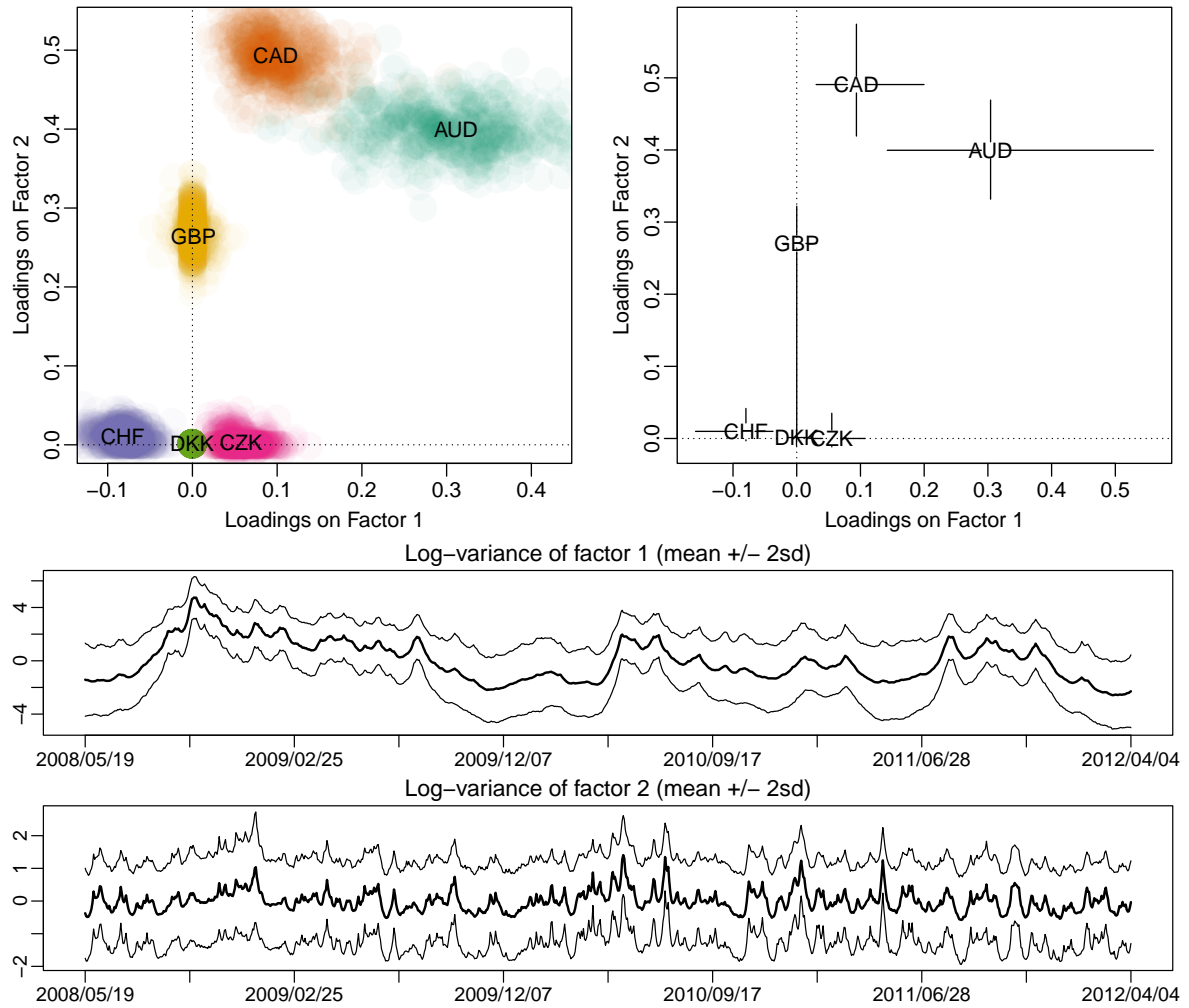 Loadings on Factor 2
0.0 0.1 0.2 0.3 0.4 0.5
CAD
AUD
GBP
CHF
DKK
CZK
−0.1 0.0 0.1 0.2 0.3 0.4
Loadings on Factor 1
Loadings on Factor 2
0.0 0.1 0.2 0.3 0.4 0.5
CAD
AUD
GBP
CHF
DKK
CZK
−0.1 0.0 0.1 0.2 0.3 0.4 0.5
Loadings on Factor 1
Log−variance of factor 1 (mean +/− 2sd)
−4 0 4
2008/05/19 2009/02/25 2009/12/07 2010/09/17 2011/06/28 2012/04/04
Log−variance of factor 2 (mean +/− 2sd)
−2 0 1 2
2008/05/19 2009/02/25 2009/12/07 2010/09/17 2011/06/28 2012/04/04